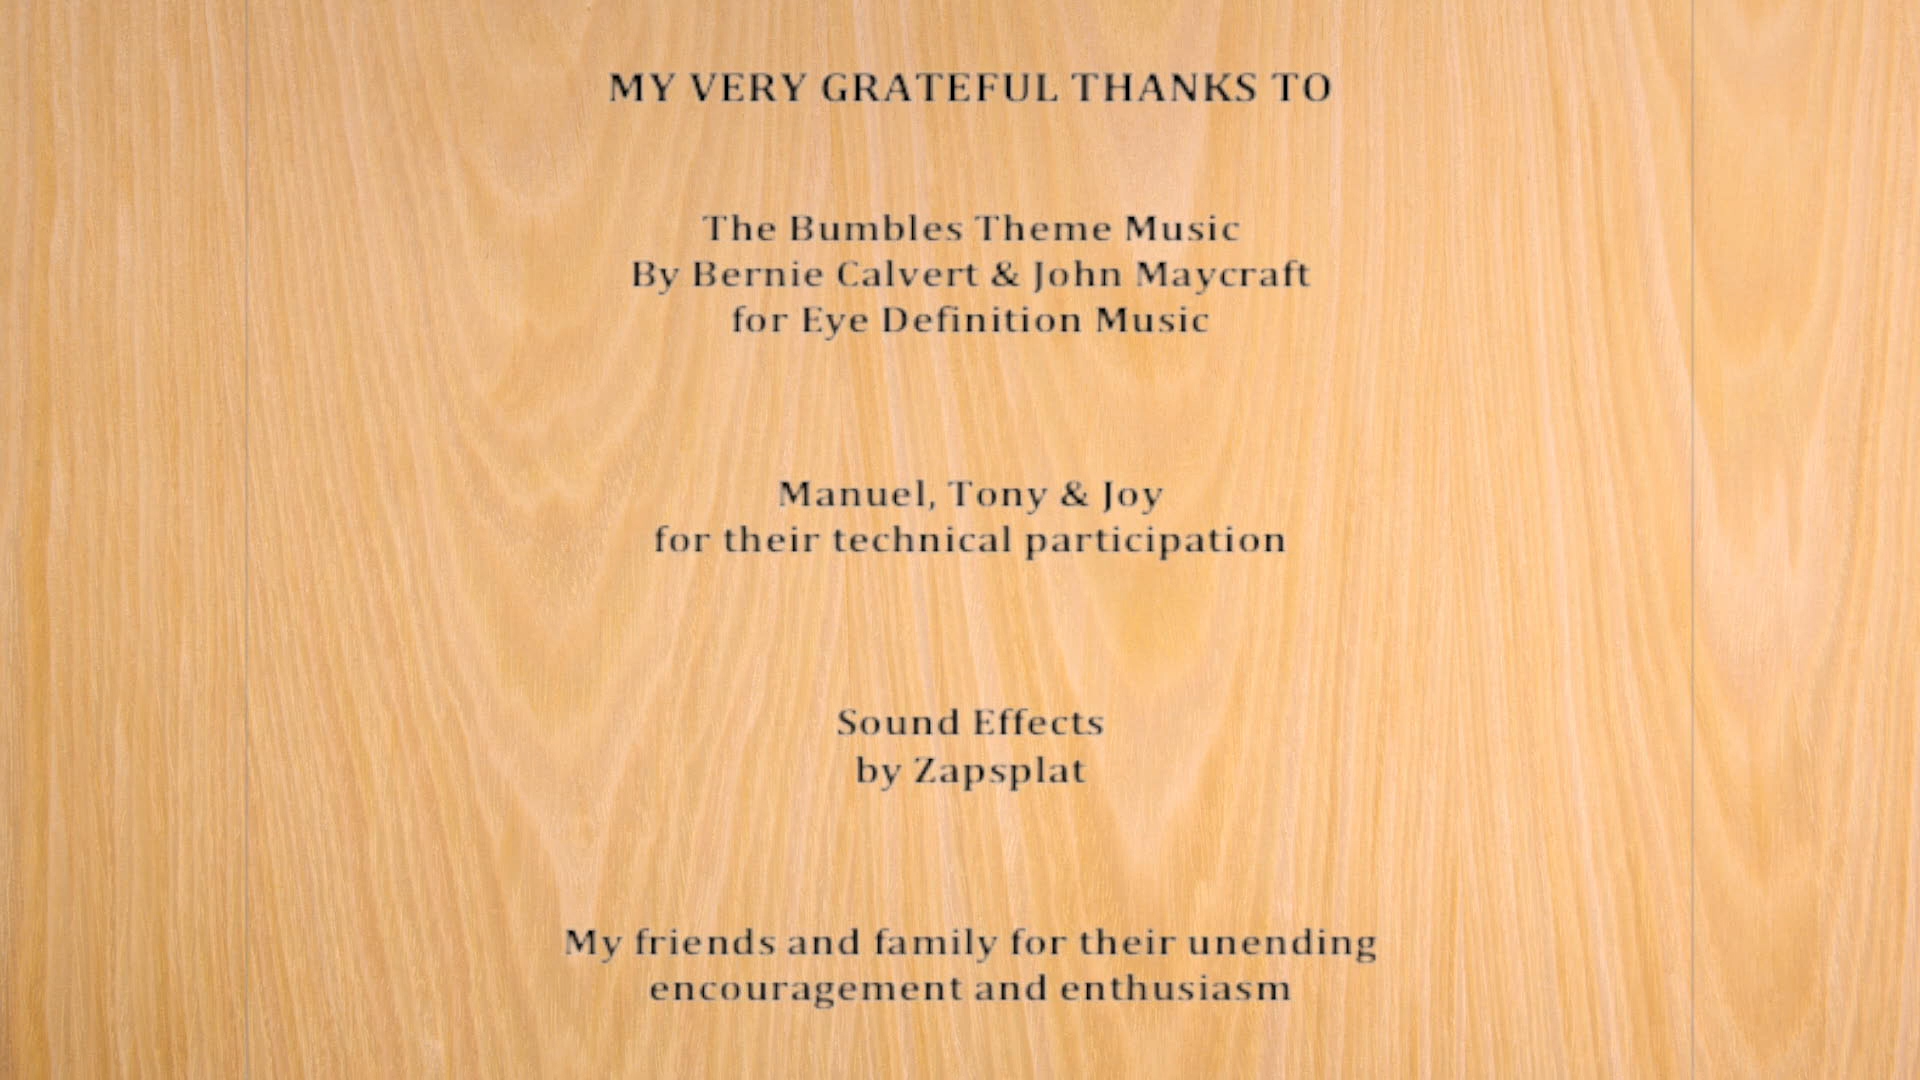 MY VERY GRATEFUL THANKS TO
The Bumbles Theme Music
By Bernie Calvert & John Maycraft
for Eye Definition Music
Manuel, Tony & Joy
for their technical participation
Sound Effects
by Zapsplat
My friends and family for their unending
encouragement and enthusiasm